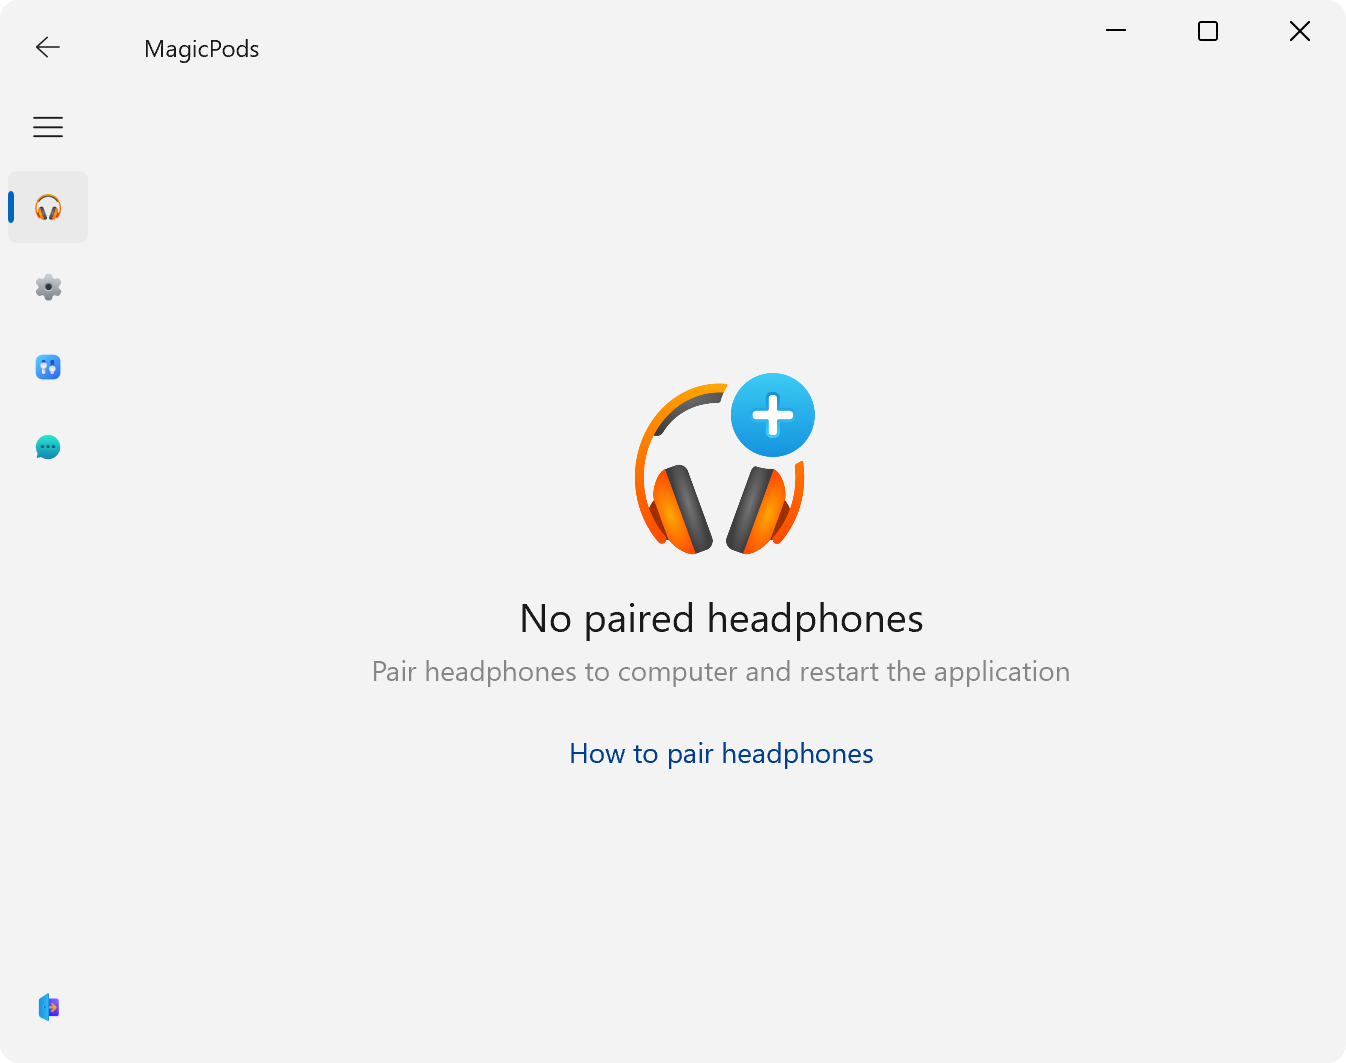 MagicPods
No paired headphones
Pair headphones to computer and restart the application
How to pair headphones